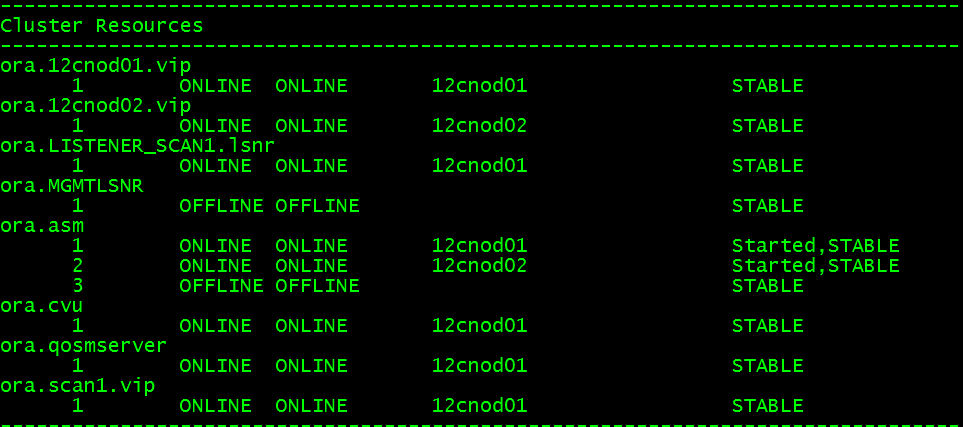 --------------------------------------------------------------------------------
Cluster Resources
--------------------------------------------------------------------------------
ora.12cnod01.vip
      1        ONLINE  ONLINE       12cnod01                 STABLE
ora.12cnod02.vip
      1        ONLINE  ONLINE       12cnod02                 STABLE
ora.LISTENER_SCAN1.lsnr
      1        ONLINE  ONLINE       12cnod01                 STABLE
ora.MGMTLSNR
      1        OFFLINE OFFLINE                               STABLE
ora.asm
      1        ONLINE  ONLINE       12cnod01                 Started,STABLE
      2        ONLINE  ONLINE       12cnod02                 Started,STABLE
      3        OFFLINE OFFLINE                               STABLE
ora.cvu
      1        ONLINE  ONLINE       12cnod01                 STABLE
ora.qosmserver
      1        ONLINE  ONLINE       12cnod01                 STABLE
ora.scan1.vip
      1        ONLINE  ONLINE       12cnod01                 STABLE
--------------------------------------------------------------------------------